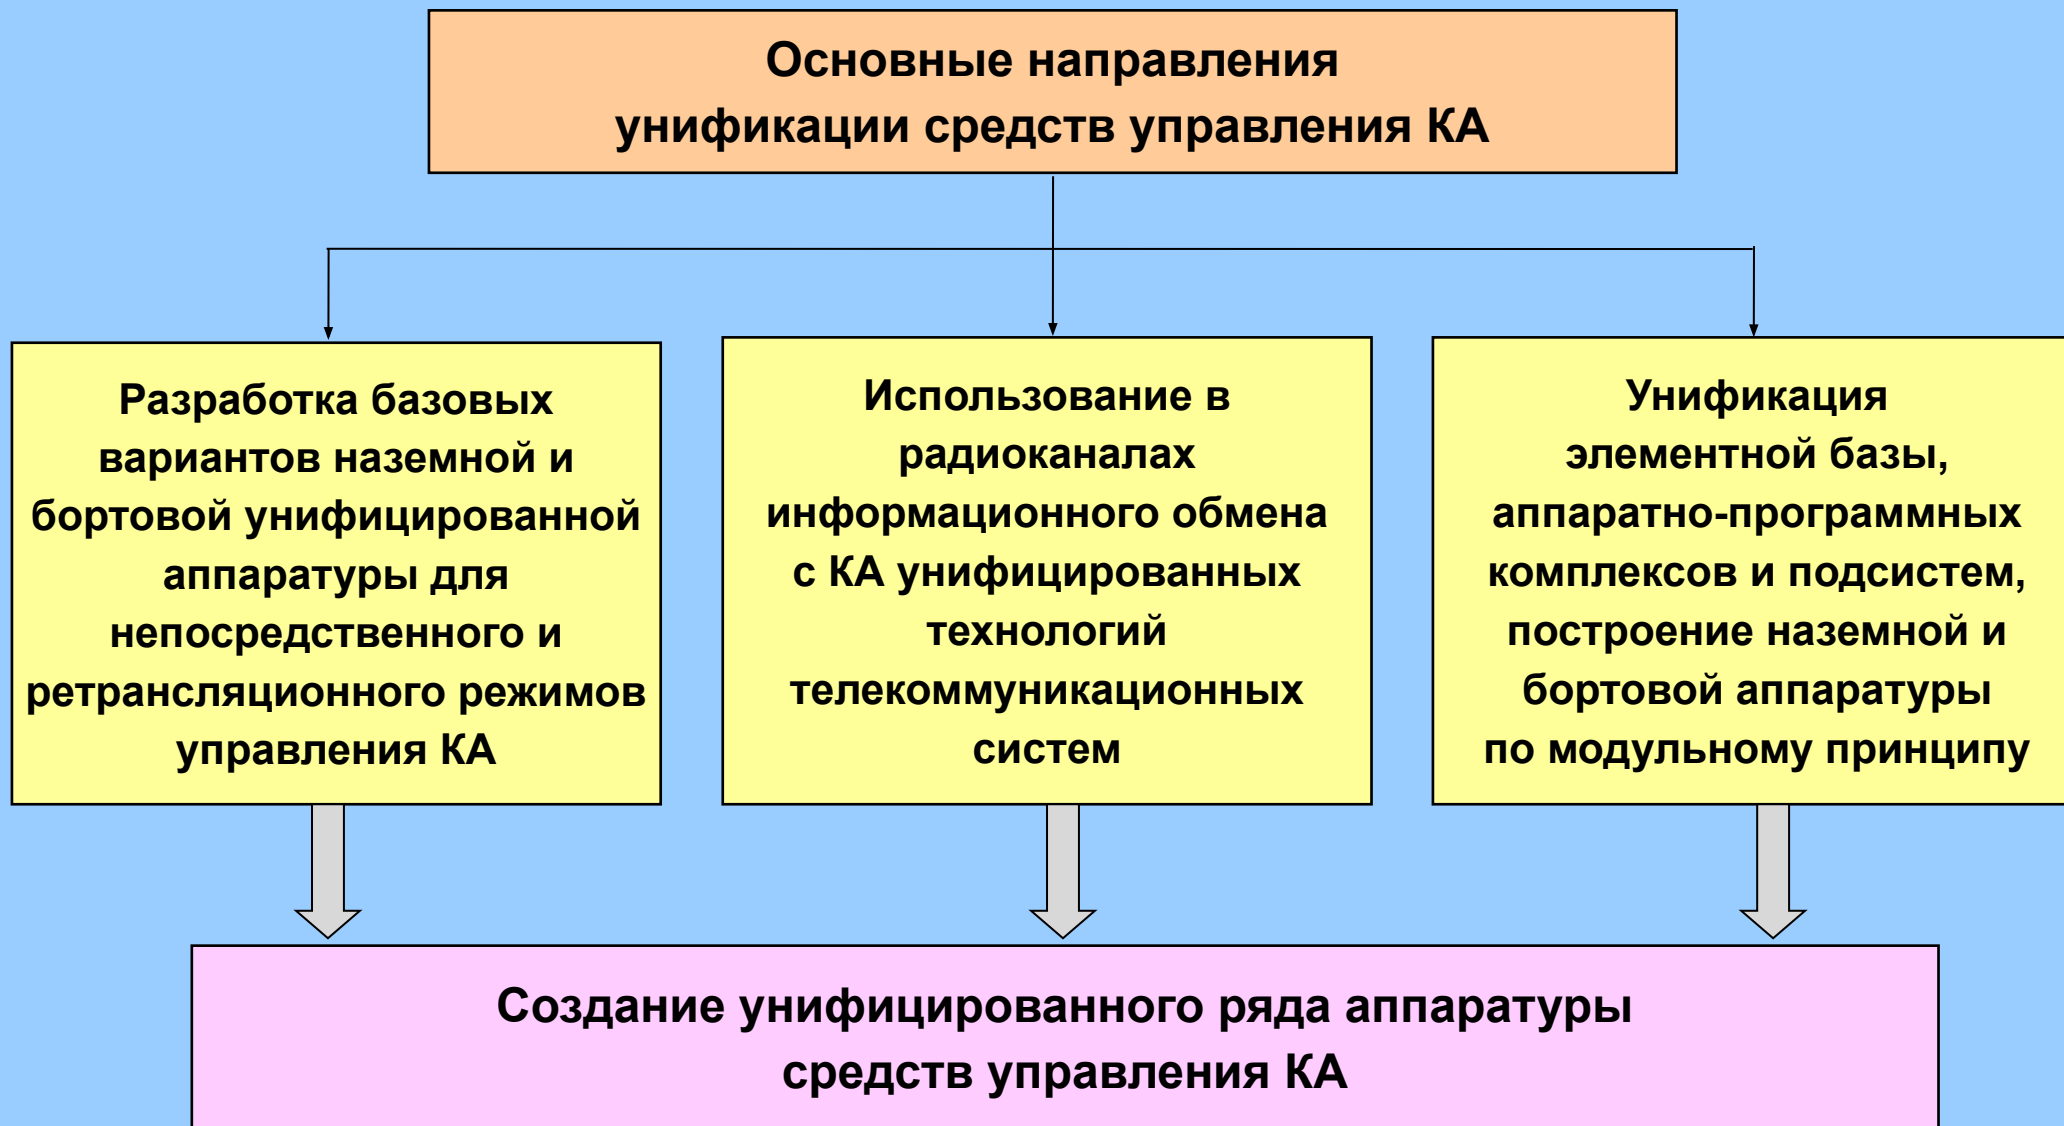 Основные направления
унификации средств управления КА
Разработка базовых
вариантов наземной и
бортовой унифицированной
аппаратуры для
непосредственного и
ретрансляционного режимов
управления КА
Использование в
радиоканалах
информационного обмена
с КА унифицированных
технологий
телекоммуникационных
систем
Унификация
элементной базы,
аппаратно-программных
комплексов и подсистем,
построение наземной и
бортовой аппаратуры
по модульному принципу
Создание унифицированного ряда аппаратуры
средств управления КА